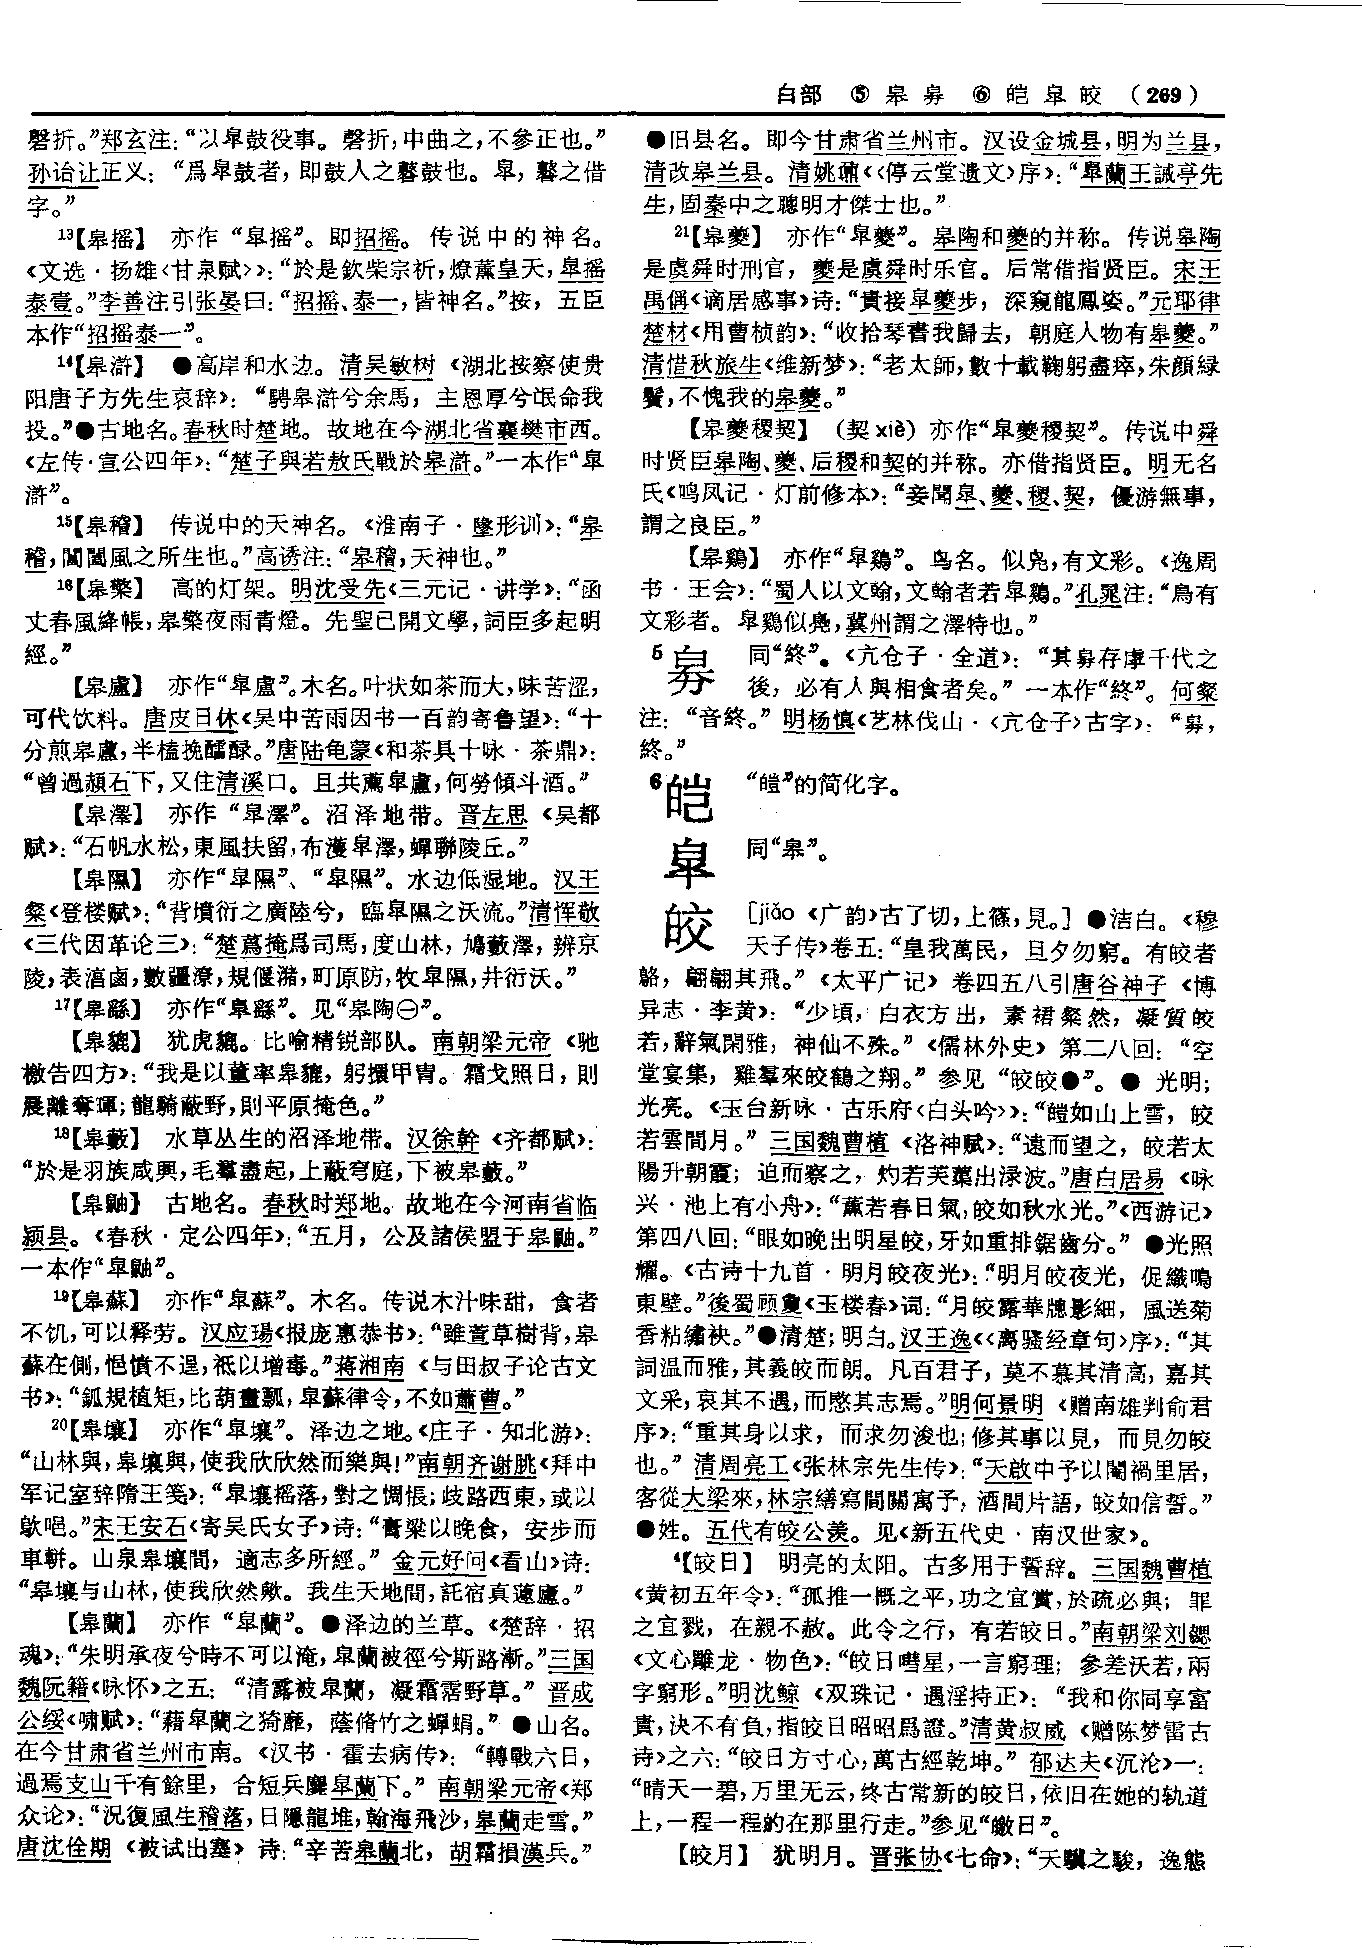 白部 ⑤ 皋 臱 ⑥ 皑 皐 皎 （269）
磬折。”郑玄注：“以皐鼓役事。磬折，中曲之，不參正也。”
孙诒让正义：“爲皐鼓者，即鼓人之鼛鼓也。皐，鼛之借
字。”
13【皋摇】 亦作“皐摇”。即招摇。传说中的神名。
《文选·扬雄〈甘泉赋〉》：“於是欽柴宗祈，燎薰皇天，皐摇
泰壹。”李善注引张晏曰：“招摇、泰一，皆神名。”按，五臣
本作“招摇泰一”。
14【皋滸】 ●高岸和水边。清吴敏树《湖北按察使贵
阳唐子方先生哀辞》：“騁皋滸兮余馬，主恩厚兮氓命我
投。”●古地名。春秋时楚地。故地在今湖北省襄樊市西。
《左传·宣公四年》：“楚子與若敖氏戰於皋滸。”一本作“皐
滸”。
15【皋稽】 传说中的天神名。《淮南子·墬形训》：“皋
稽，閶闔風之所生也。”高诱注：“皋稽，天神也。”
16【皋檠】 高的灯架。明沈受先《三元记·讲学》：“函
丈春風絳帳，皋檠夜雨青燈。先聖已開文學，詞臣多起明
經。”
【皋盧】 亦作“皐盧”。木名。叶状如茶而大，味苦涩，
可代饮料。唐皮日休《吴中苦雨因书一百韵寄鲁望》：“十
分煎皋盧，半榼挽醽醁。”唐陆龟蒙《和茶具十咏·茶鼎》：
“曾過赬石下，又住清溪口。且共薦皐盧，何勞傾斗酒。”
【皋澤】 亦作“皐澤”。沼泽地带。晋左思《吴都
赋》：“石帆水松，東風扶留，布濩皐澤，蟬聯陵丘。”
【皋隰】 亦作“皐隰”、“皐隰”。水边低湿地。汉王
粲《登楼赋》：“背墳衍之廣陸兮，臨皐隰之沃流。”清恽敬
《三代因革论三》：“楚蒍掩爲司馬，度山林，鳩藪澤，辨京
陵，表淳鹵，數疆潦，規偃瀦，町原防，牧皐隰，井衍沃。”
17【皋繇】 亦作“皐繇”。见“皋陶㊀”。
【皋貔】 犹虎貔。比喻精锐部队。南朝梁元帝《驰
檄告四方》：“我是以董率皋貔，躬擐甲胄。霜戈照日，則
晨離奪暉；龍騎蔽野，則平原掩色。”
18【皋藪】 水草丛生的沼泽地带。汉徐幹《齐都赋》：
“於是羽族咸興，毛羣盡起，上蔽穹庭，下被皋藪。”
【皋鼬】 古地名。春秋时郑地。故地在今河南省临
颍县。《春秋·定公四年》：“五月，公及諸侯盟于皋鼬。”
一本作“皐鼬”。
19【皋蘇】 亦作“皐蘇”。木名。传说木汁味甜，食者
不饥，可以释劳。汉应瑒《报庞惠恭书》：“雖萱草樹背，皋
蘇在側，悒憤不逞，祇以增毒。”蒋湘南《与田叔子论古文
书》：“觚規植矩，比葫畫瓢，皐蘇律令，不如蕭曹。”
20【皋壤】 亦作“皐壤”。泽边之地。《庄子·知北游》：
“山林與，皋壤與，使我欣欣然而樂與！”南朝齐谢朓《拜中
军记室辞隋王笺》：“皐壤摇落，對之惆悵；歧路西東，或以
歍唈。”宋王安石《寄吴氏女子》诗：“膏粱以晚食，安步而
車軿。山泉皋壤間，適志多所經。”金元好问《看山》诗：
“皋壤与山林，使我欣然歟。我生天地間，託宿真蘧廬。”
【皋蘭】 亦作“皐蘭”。●泽边的兰草。《楚辞·招
魂》：“朱明承夜兮時不可以淹，皐蘭被徑兮斯路漸。”三国
魏阮籍《咏怀》之五：“清露被皐蘭，凝霜霑野草。”晋成
公绥《啸赋》：“藉皐蘭之猗靡，蔭脩竹之蟬蜎。”●山名。
在今甘肃省兰州市南。《汉书·霍去病传》：“轉戰六日，
過焉支山千有餘里，合短兵鏖皐蘭下。”南朝梁元帝《郑
众论》：“況復風生稽落，日隱龍堆，翰海飛沙，皋蘭走雪。”
唐沈佺期《被试出塞》诗：“辛苦皋蘭北，胡霜損漢兵。”
●旧县名。即今甘肃省兰州市。汉设金城县，明为兰县，
清改皋兰县。清姚鼐《〈停云堂遗文〉序》：“皐蘭王誠亭先
生，固秦中之聰明才傑士也。”
21【皋夔】 亦作“皐夔”。皋陶和夔的并称。传说皋陶
是虞舜时刑官，夔是虞舜时乐官。后常借指贤臣。宋王
禹偁《谪居感事》诗：“貴接皐夔步，深窺龍鳳姿。”元耶律
楚材《用曹桢韵》：“收拾琴書我歸去，朝庭人物有皋夔。”
清惜秋旅生《维新梦》：“老太師，數十載鞠躬盡瘁，朱顔緑
鬢，不愧我的皋夔。”
【皋夔稷契】（契xiè）亦作“皐夔稷契”。传说中舜
时贤臣皋陶、夔、后稷和契的并称。亦借指贤臣。明无名
氏《鸣凤记·灯前修本》：“妾聞皐、夔、稷、契，優游無事，
謂之良臣。”
【皋鷄】 亦作“皐鷄”。鸟名。似凫，有文彩。《逸周
书·王会》：“蜀人以文翰，文翰者若皐鷄。”孔晁注：“鳥有
文彩者。皐鷄似鳧，冀州謂之澤特也。”
5 臱 同“終”。《亢仓子·全道》：“其臱存虖千代之
後，必有人與相食者矣。”一本作“終”。何粲
注：“音終。”明杨慎《艺林伐山·〈亢仓子〉古字》：“臱，
終。”
6 皑 “皚”的简化字。
皐 同“皋”。
皎 [jiǎo《广韵》古了切，上篠，見。]●洁白。《穆
天子传》卷五：“皇我萬民，旦夕勿窮。有皎者
鵅，翩翩其飛。”《太平广记》卷四五八引唐谷神子《博
异志·李黄》：“少頃，白衣方出，素裙粲然，凝質皎
若，辭氣閑雅，神仙不殊。”《儒林外史》第二八回：“空
堂宴集，雞羣來皎鶴之翔。”参见“皎皎●”。●光明；
光亮。《玉台新咏·古乐府〈白头吟〉》：“皚如山上雪，皎
若雲間月。”三国魏曹植《洛神赋》：“遠而望之，皎若太
陽升朝霞；迫而察之，灼若芙蕖出淥波。”唐白居易《咏
兴·池上有小舟》：“薰若春日氣，皎如秋水光。”《西游记》
第四八回：“眼如晚出明星皎，牙如重排鋸齒分。”●光照
耀。《古诗十九首·明月皎夜光》：“明月皎夜光，促織鳴
東壁。”後蜀顾敻《玉楼春》词：“月皎露華牕影細，風送菊
香粘繡袂。”●清楚；明白。汉王逸《〈离骚经章句〉序》：“其
詞温而雅，其義皎而朗。凡百君子，莫不慕其清高，嘉其
文采，哀其不遇，而愍其志焉。”明何景明《赠南雄判俞君
序》：“重其身以求，而求勿浚也；修其事以見，而見勿皎
也。”清周亮工《张林宗先生传》：“天啟中予以閹禍里居，
客從大梁來，林宗繕寫間關寓予，酒間片語，皎如信誓。”
●姓。五代有皎公羡。见《新五代史·南汉世家》。
4【皎日】 明亮的太阳。古多用于誓辞。三国魏曹植
《黄初五年令》：“孤推一概之平，功之宜賞，於疏必與；罪
之宜戮，在親不赦。此令之行，有若皎日。”南朝梁刘勰
《文心雕龙·物色》：“皎日嘒星，一言窮理；參差沃若，兩
字窮形。”明沈鲸《双珠记·遇淫持正》：“我和你同享富
貴，決不有負，指皎日昭昭爲證。”清黄叔威《赠陈梦雷古
诗》之六：“皎日方寸心，萬古經乾坤。”郁达夫《沉沦》一：
“晴天一碧，万里无云，终古常新的皎日，依旧在她的轨道
上，一程一程的在那里行走。”参见“皦日”。
【皎月】 犹明月。晋张协《七命》：“天驥之駿，逸態